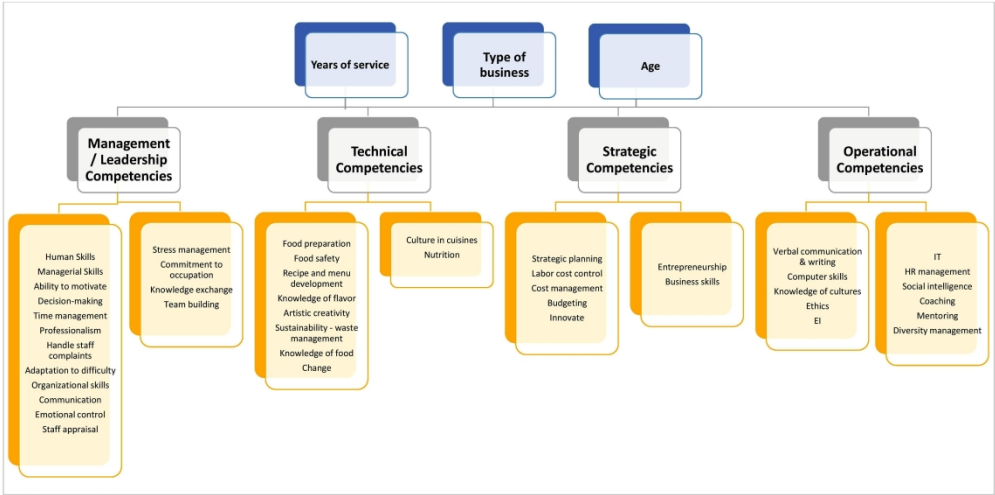 Years of service
Type of
business
Age
Management
/ Leadership
Competencies
Technical
Competencies
Strategic
Competencies
Operational
Competencies
Human Skills
Managerial Skills
Ability to motivate
Decision-making
Time management
Professionalism
Handle staff
complaints
Adaptation to difficulty
Organizational skills
Communication
Emotional control
Staff appraisal
Stress management
Commitment to
occupation
Knowledge exchange
Team building
Food preparation
Food safety
Recipe and menu
development
Knowledge of flavor
Artistic creativity
Sustainability - waste
management
Knowledge of food
Change
Culture in cuisines
Nutrition
Strategic planning
Labor cost control
Cost management
Budgeting
Innovate
Entrepreneurship
Business skills
Verbal communication
& writing
Computer skills
Knowledge of cultures
Ethics
EI
IT
HR management
Social intelligence
Coaching
Mentoring
Diversity management